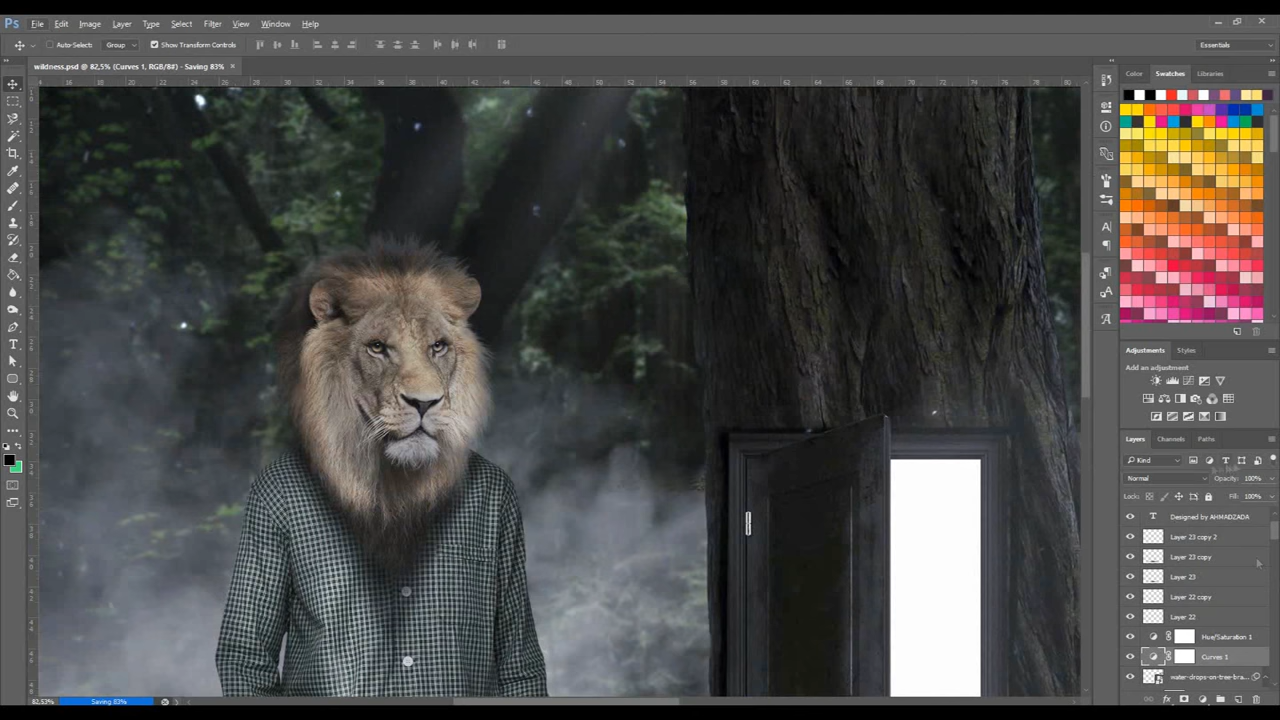 Ps File Edit Image Layer Type Select Filter View Window Help
Auto-Select: Group Show Transform Controls Essentials
wildness.psd @ 82,5% (Curves 1, RGB/8#) - Saving 83% ×
Color Swatches Libraries
Adjustments Styles
Add an adjustment
Layers Channels Paths
Kind
Normal Opacity: 100%
Lock: Fill: 100%
T Designed by AHMADZADA
Layer 23 copy 2
Layer 23 copy
Layer 23
Layer 22 copy
Layer 22
Hue/Saturation 1
Curves 1
water-drops-on-tree-bra...
82,53% Saving 83%